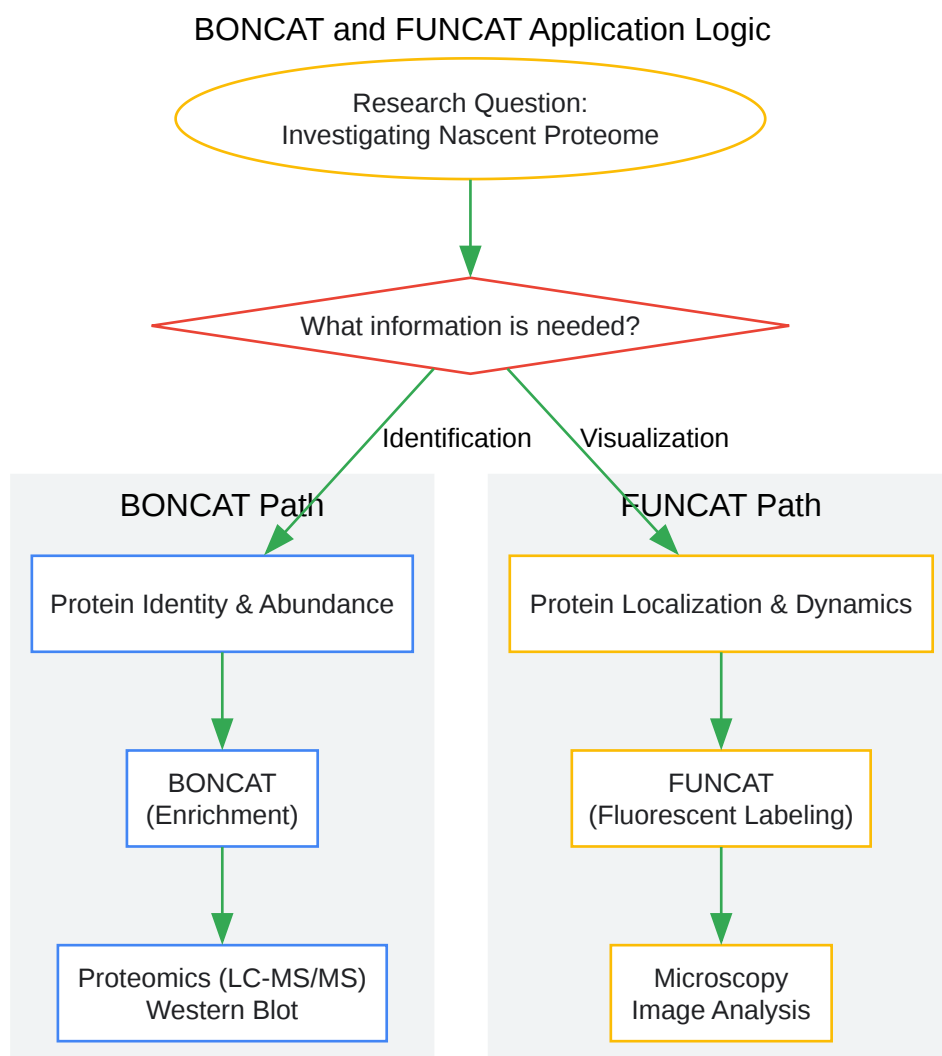 BONCAT and FUNCAT Application Logic
Research Question:
Investigating Nascent Proteome
What information is needed?
Identification
Visualization
BONCAT Path
Protein Identity & Abundance
BONCAT
(Enrichment)
Proteomics (LC-MS/MS)
Western Blot
FUNCAT Path
Protein Localization & Dynamics
FUNCAT
(Fluorescent Labeling)
Microscopy
Image Analysis